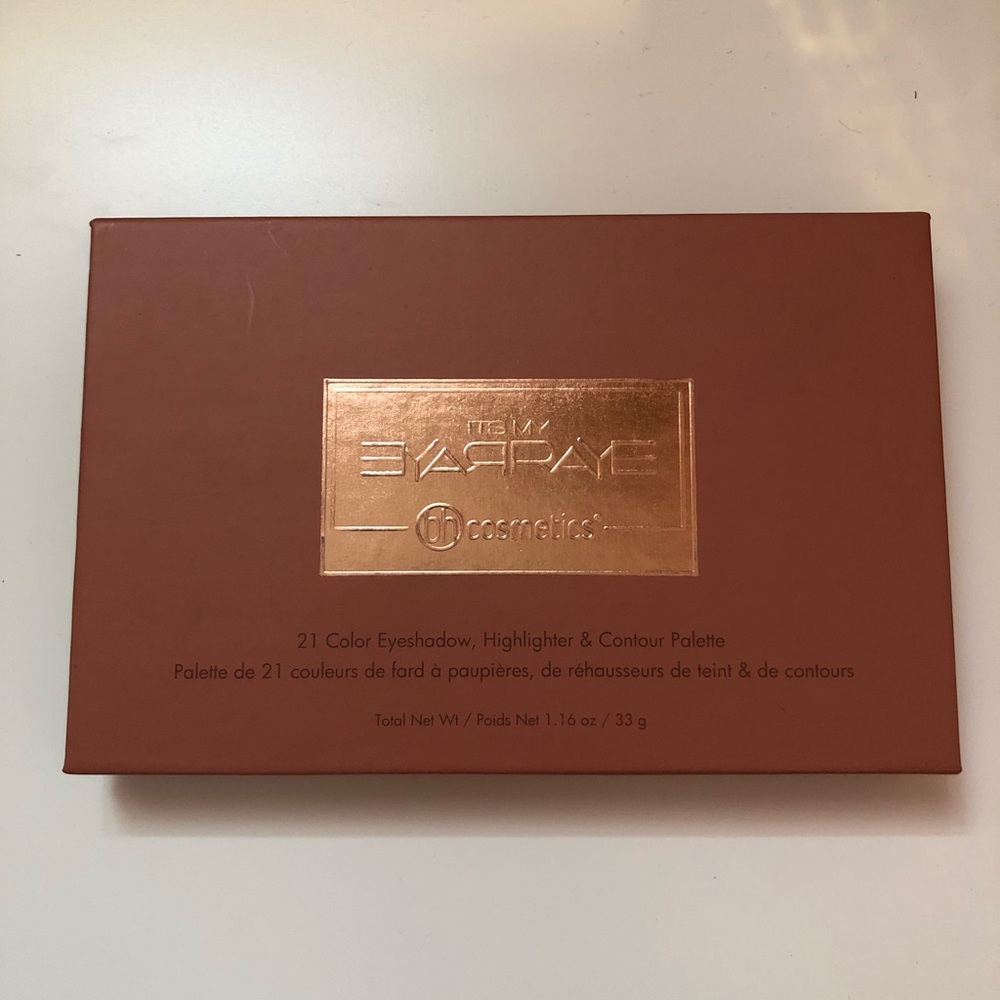 ITS MY
EYARRAYE
bh cosmetics®
21 Color Eyeshadow, Highlighter & Contour Palette
Palette de 21 couleurs de fard à paupières, de réhausseurs de teint & de contours
Total Net Wt / Poids Net 1.16 oz / 33 g